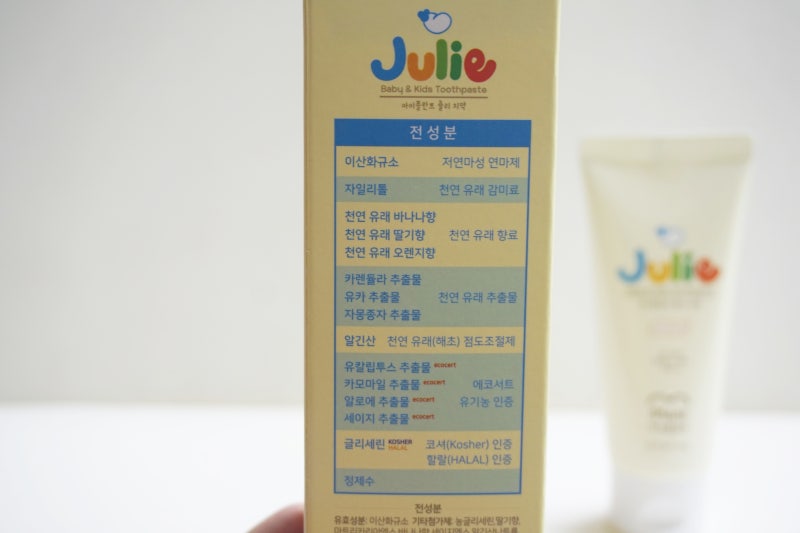 Julie
Baby & Kids Toothpaste
아이플란트 쥴리 치약
전성분
이산화규소 저연마성 연마제
자일리톨 천연 유래 감미료
천연 유래 바나나향
천연 유래 딸기향 천연 유래 향료
천연 유래 오렌지향
카렌듈라 추출물
유카 추출물 천연 유래 추출물
자몽종자 추출물
알긴산 천연 유래(해초) 점도조절제
유칼립투스 추출물 ecocert
카모마일 추출물 ecocert 에코서트
알로에 추출물 ecocert 유기농 인증
세이지 추출물 ecocert
글리세린 KOSHER HALAL 코셔(Kosher) 인증
할랄(HALAL) 인증
정제수
전성분
유효성분: 이산화규소 기타첨가제: 농글리세린,딸기향,
Julie